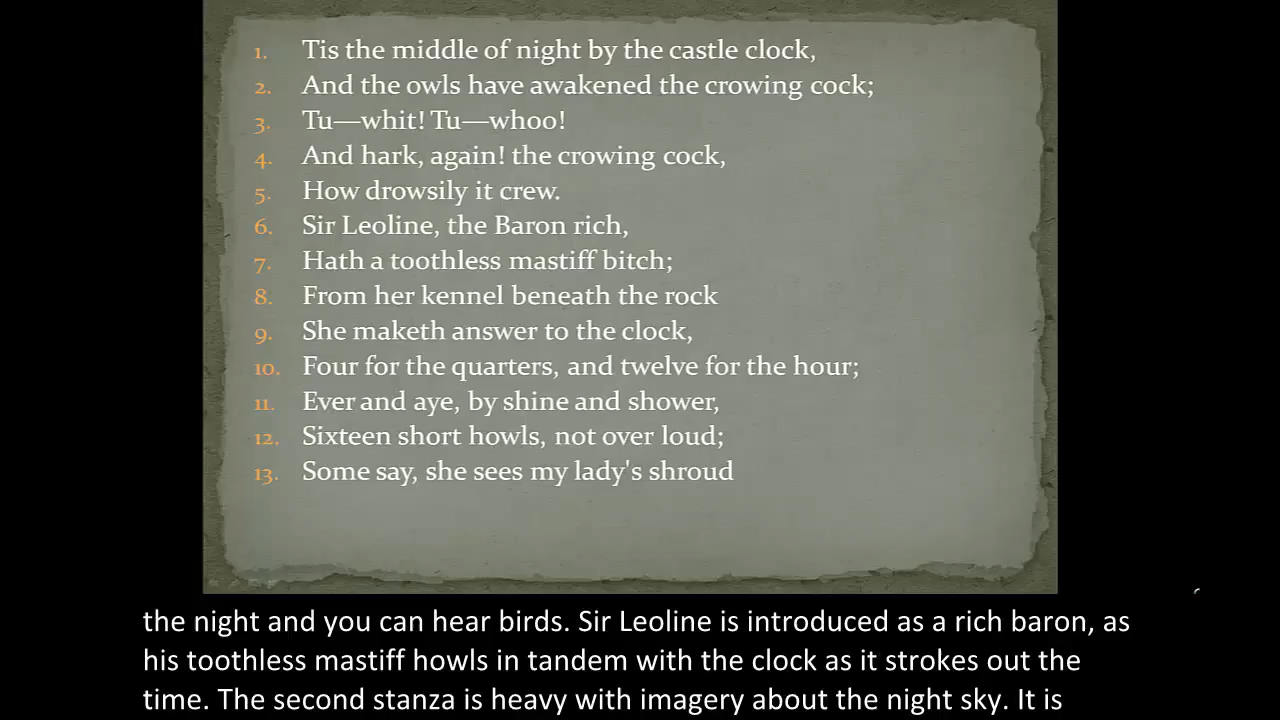 1. Tis the middle of night by the castle clock,
2. And the owls have awakened the crowing cock;
3. Tu—whit! Tu—whoo!
4. And hark, again! the crowing cock,
5. How drowsily it crew.
6. Sir Leoline, the Baron rich,
7. Hath a toothless mastiff bitch;
8. From her kennel beneath the rock
9. She maketh answer to the clock,
10. Four for the quarters, and twelve for the hour;
11. Ever and aye, by shine and shower,
12. Sixteen short howls, not over loud;
13. Some say, she sees my lady's shroud
the night and you can hear birds. Sir Leoline is introduced as a rich baron, as
his toothless mastiff howls in tandem with the clock as it strokes out the
time. The second stanza is heavy with imagery about the night sky. It is